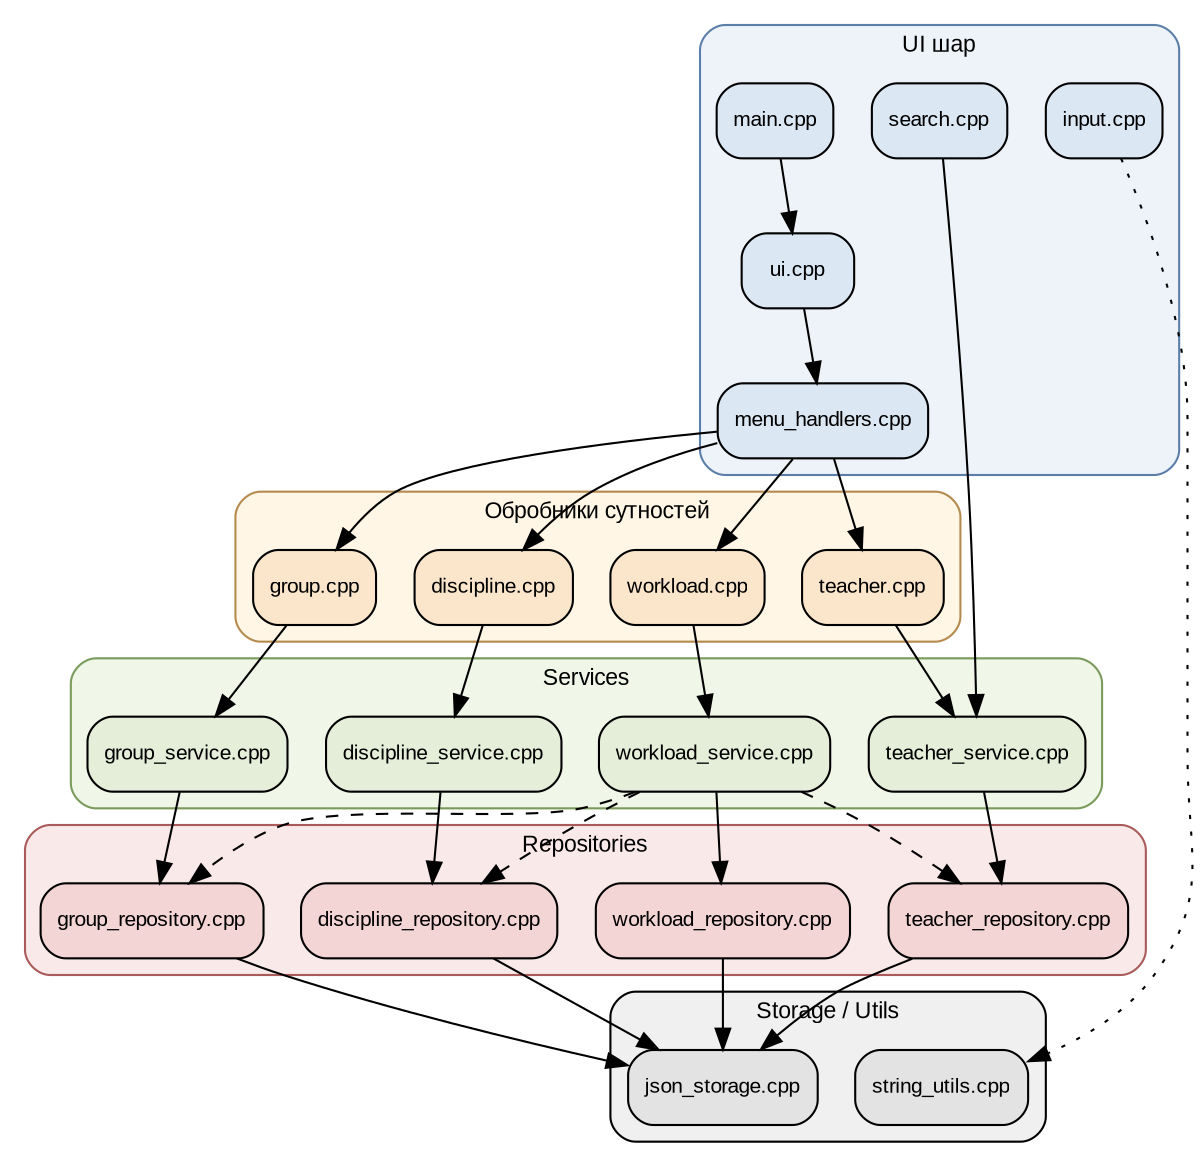 UI шар
main.cpp
search.cpp
input.cpp
ui.cpp
menu_handlers.cpp
Обробники сутностей
group.cpp
discipline.cpp
workload.cpp
teacher.cpp
Services
group_service.cpp
discipline_service.cpp
workload_service.cpp
teacher_service.cpp
Repositories
group_repository.cpp
discipline_repository.cpp
workload_repository.cpp
teacher_repository.cpp
Storage / Utils
json_storage.cpp
string_utils.cpp